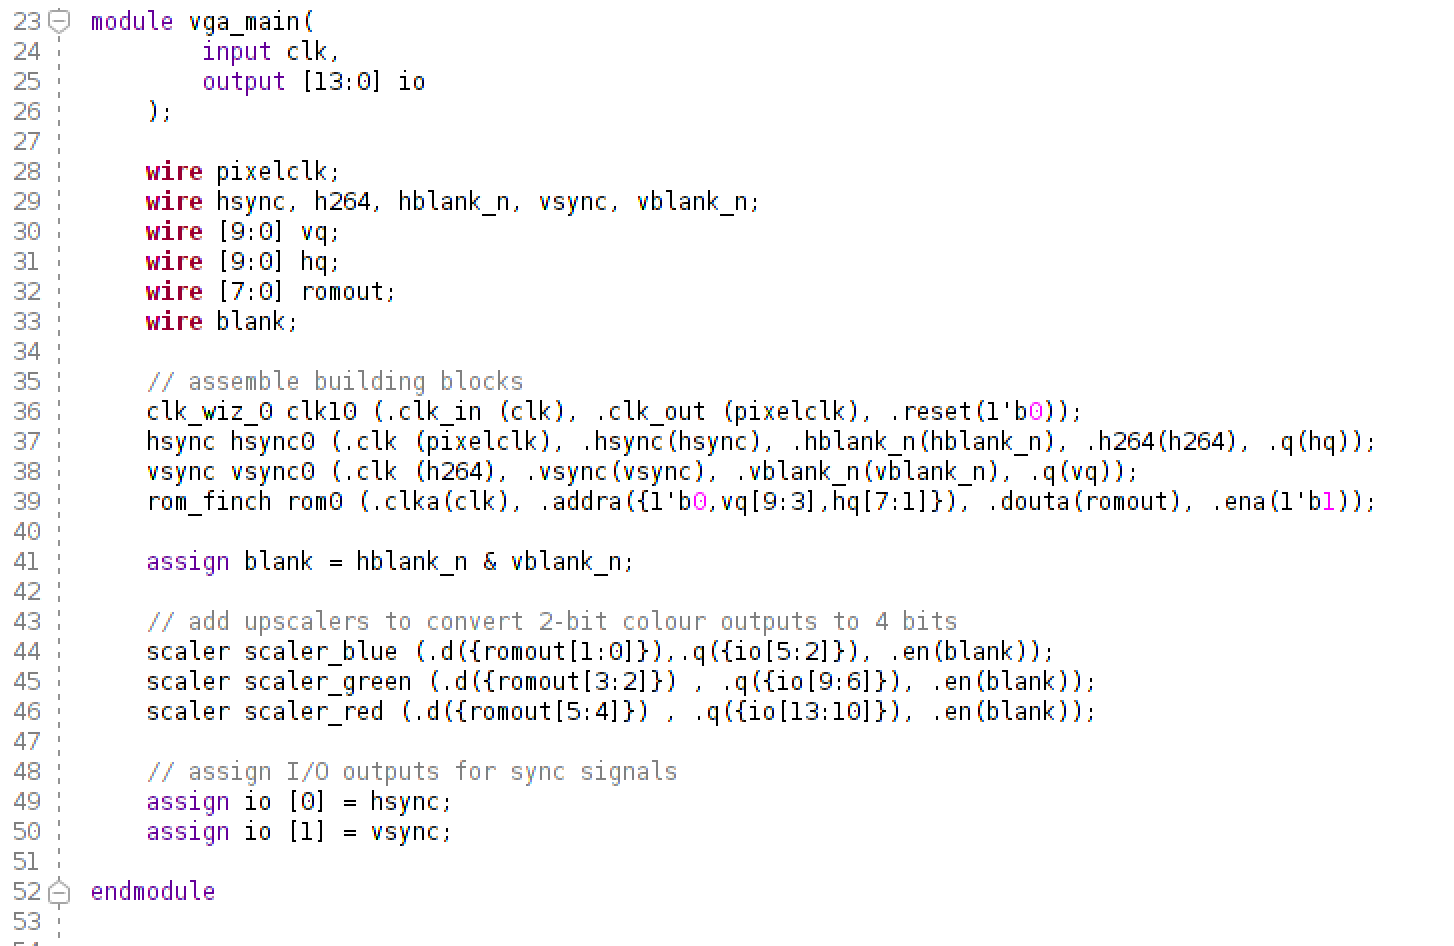 23 module vga_main(
24 input clk,
25 output [13:0] io
26 );
27
28 wire pixelclk;
29 wire hsync, h264, hblank_n, vsync, vblank_n;
30 wire [9:0] vq;
31 wire [9:0] hq;
32 wire [7:0] romout;
33 wire blank;
34
35 // assemble building blocks
36 clk_wiz_0 clk10 (.clk_in (clk), .clk_out (pixelclk), .reset(1'b0));
37 hsync hsync0 (.clk (pixelclk), .hsync(hsync), .hblank_n(hblank_n), .h264(h264), .q(hq));
38 vsync vsync0 (.clk (h264), .vsync(vsync), .vblank_n(vblank_n), .q(vq));
39 rom_finch rom0 (.clka(clk), .addra({1'b0,vq[9:3],hq[7:1]}), .douta(romout), .ena(1'b1));
40
41 assign blank = hblank_n & vblank_n;
42
43 // add upscalers to convert 2-bit colour outputs to 4 bits
44 scaler scaler_blue (.d({romout[1:0]}),.q({io[5:2]}), .en(blank));
45 scaler scaler_green (.d({romout[3:2]}) , .q({io[9:6]}), .en(blank));
46 scaler scaler_red (.d({romout[5:4]}) , .q({io[13:10]}), .en(blank));
47
48 // assign I/O outputs for sync signals
49 assign io [0] = hsync;
50 assign io [1] = vsync;
51
52 endmodule
53